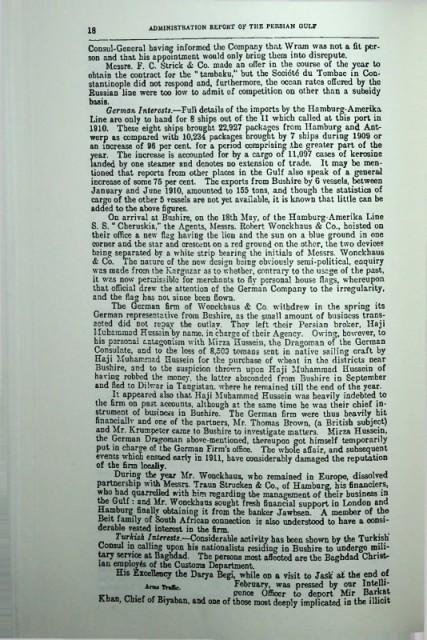 18 ADMINISTRATION REPORT OF THE PERSIAN GULF
Consul-General having informed the Company that Wram was not a fit per-
son and that his appointment would only bring them into disrepute.
Messrs. F. C. Strick & Co. made an offer in the course of the year to
obtain the contract for the "tambaku," but the Société du Tombac in Con-
stantinople did not respond and, furthermore, the ocean rates offered by the
Russian line were too low to admit of competition on other than a subsidy
basis.
German Interests.—Full details of the imports by the Hamburg-Amerika
Line are only to hand for 8 ships out of the 11 which called at this port in
1910. These eight ships brought 22,927 packages from Hamburg and Ant-
werp as compared with 10,234 packages brought by 7 ships during 1909 or
an increase of 96 per cent. for a period comprising the greater part of the
year. The increase is accounted for by a cargo of 11,097 cases of kerosine
landed by one steamer and denotes no extension of trade. It may be men-
tioned that reports from other places in the Gulf also speak of a general
increase of some 75 per cent. The exports from Bushire by 6 vessels, between
January and June 1910, amounted to 155 tons, and though the statistics of
cargo of the other 5 vessels are not yet available, it is known that little can be
added to the above figures.
On arrival at Bushire, on the 18th May, of the Hamburg-Amerika Line
S. S. "Cheruskia," the Agents, Messrs. Robert Wonckhaus & Co., hoisted on
their office a new flag having the lion and the sun on a blue ground in one
corner and the star and crescent on a red ground on the other, the two devices
being separated by a white strip bearing the initials of Messrs. Wonckhaus
& Co. The nature of the new design being obviously semi-political, enquiry
was made from the Karguzar as to whether, contrary to the usage of the past,
it was now permissible for merchants to fly personal house flags, whereupon
that official drew the attention of the German Company to the irregularity,
and the flag has not since been flown.
The German firm of Wonckhaus & Co. withdrew in the spring its
German representative from Bushire, as the small amount of business trans-
acted did not repay the outlay. They left their Persian broker, Haji
Muhammad Hussein by name, in charge of their Agency. Owing, however, to
his personal antagonism with Mirza Hussein, the Dragoman of the German
Consulate, and to the loss of 8,503 tomans sent in native sailing craft by
Haji Muhammad Hussein for the purchase of wheat in the districts near
Bushire, and to the suspicion thrown upon Haji Muhammad Hussein of
having robbed the money, the latter absconded from Bushire in September
and fled to Dilwar in Tangistan, where he remained till the end of the year.
It appeared also that Haji Muhammad Hussein was heavily indebted to
the firm on past accounts, although at the same time he was their chief in-
strument of business in Bushire. The German firm were thus heavily hit
financially and one of the partners, Mr. Thomas Brown, (a British subject)
and Mr. Krumpeter came to Bushire to investigate matters. Mirza Hussein,
the German Dragoman above-mentioned, thereupon got himself temporarily
put in charge of the German Firm's office. The whole affair, and subsequent
events which ensued early in 1911, have considerably damaged the reputation
of the firm locally.
During the year Mr. Wonckhaus, who remained in Europe, dissolved
partnership with Messrs. Traun Strucken & Co., of Hamburg, his financiers,
who had quarrelled with him regarding the management of their business in
the Gulf: and Mr. Wonckhaus sought fresh financial support in London and
Hamburg finally obtaining it from the banker Jawbsen. A member of the
Beit family of South African connection is also understood to have a consi-
derable vested interest in the firm.
Turkish Interests.—Considerable activity has been shown by the Turkish
Consul in calling upon his nationalists residing in Bushire to undergo mili-
tary service at Baghdad. The persons most affected are the Baghdad Christ-
ian employés of the Customs Department.
His Excellency the Darya Begi, while on a visit to Jask at the end of
Arms Traffic. February, was pressed by our Intelli-
gence Officer to deport Mir Barkat
Khan, Chief of Biyaban, and one of those most deeply implicated in the illicit